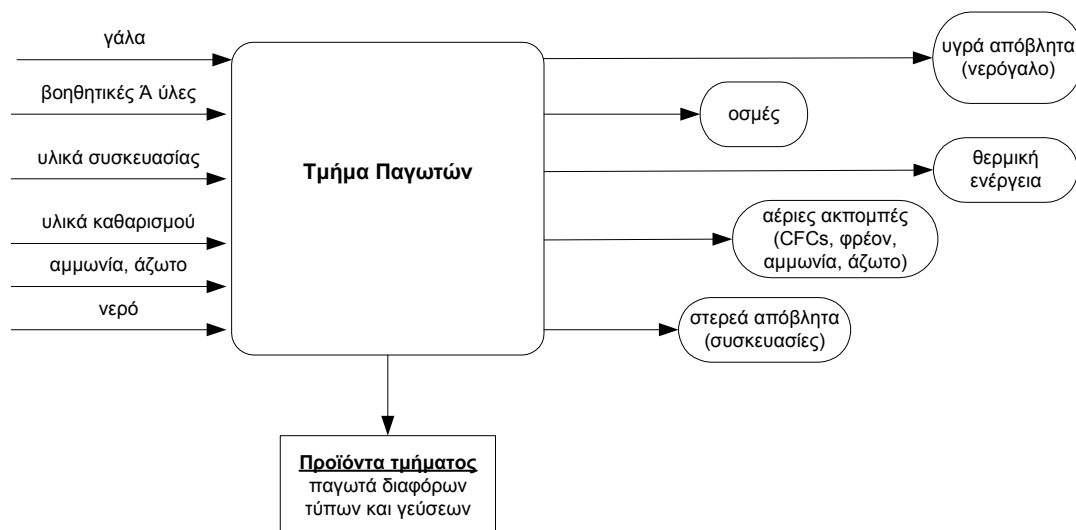 γάλα
βοηθητικές Ά ύλες
υλικά συσκευασίας
υλικά καθαρισμού
αμμωνία, άζωτο
νερό
Τμήμα Παγωτών
υγρά απόβλητα
(νερόγαλο)
οσμές
θερμική
ενέργεια
αέριες ακπομπές
(CFCs, φρέον,
αμμωνία, άζωτο)
στερεά απόβλητα
(συσκευασίες)
Προϊόντα τμήματος
παγωτά διαφόρων
τύπων και γεύσεων